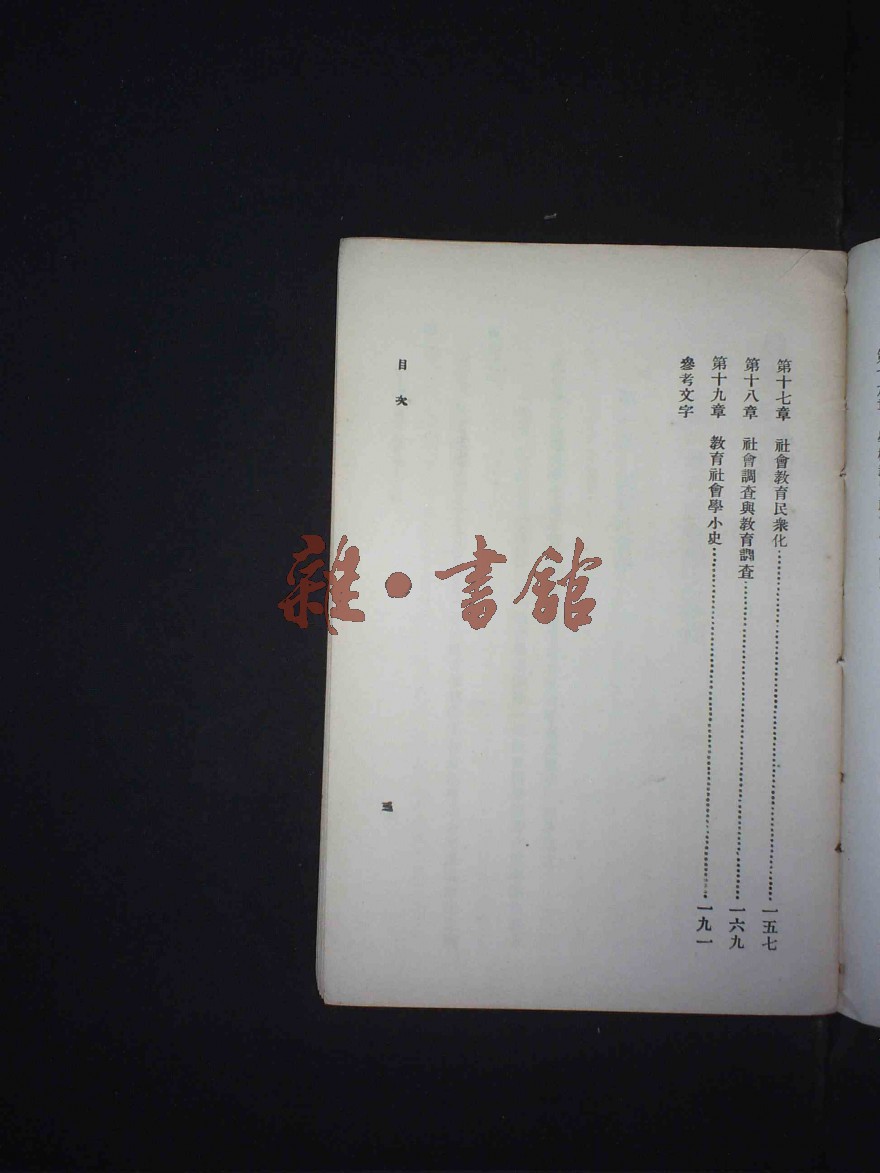 第十七章　社會教育民衆化…………一五七
第十八章　社會調查與教育調查…………一六九
第十九章　教育社會學小史…………一九一
參考文字
目次
三
雜·書館